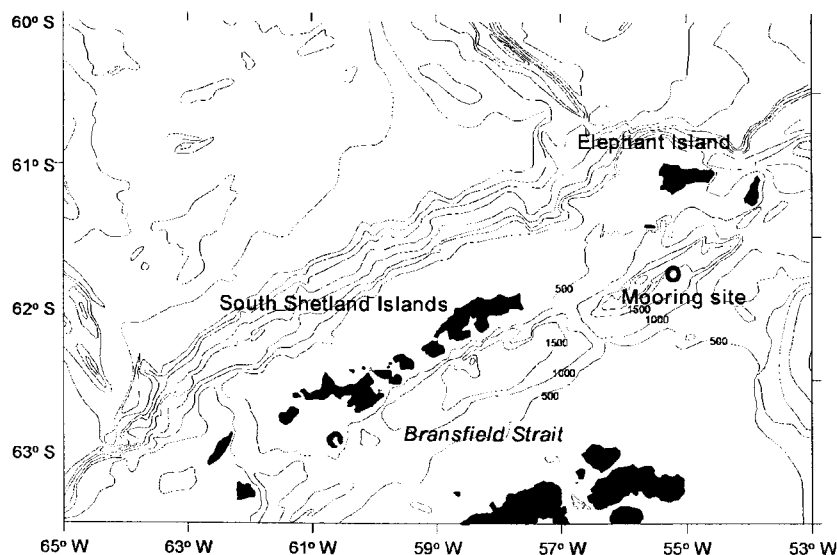 60° S
Elephant Island
61° S
62° S
South Shetland Islands
500
Mooring site
1500
1000
1500
500
1000
500
Bransfield Strait
63° S
65° W
63° W
61° W
59° W
57° W
55° W
53° W